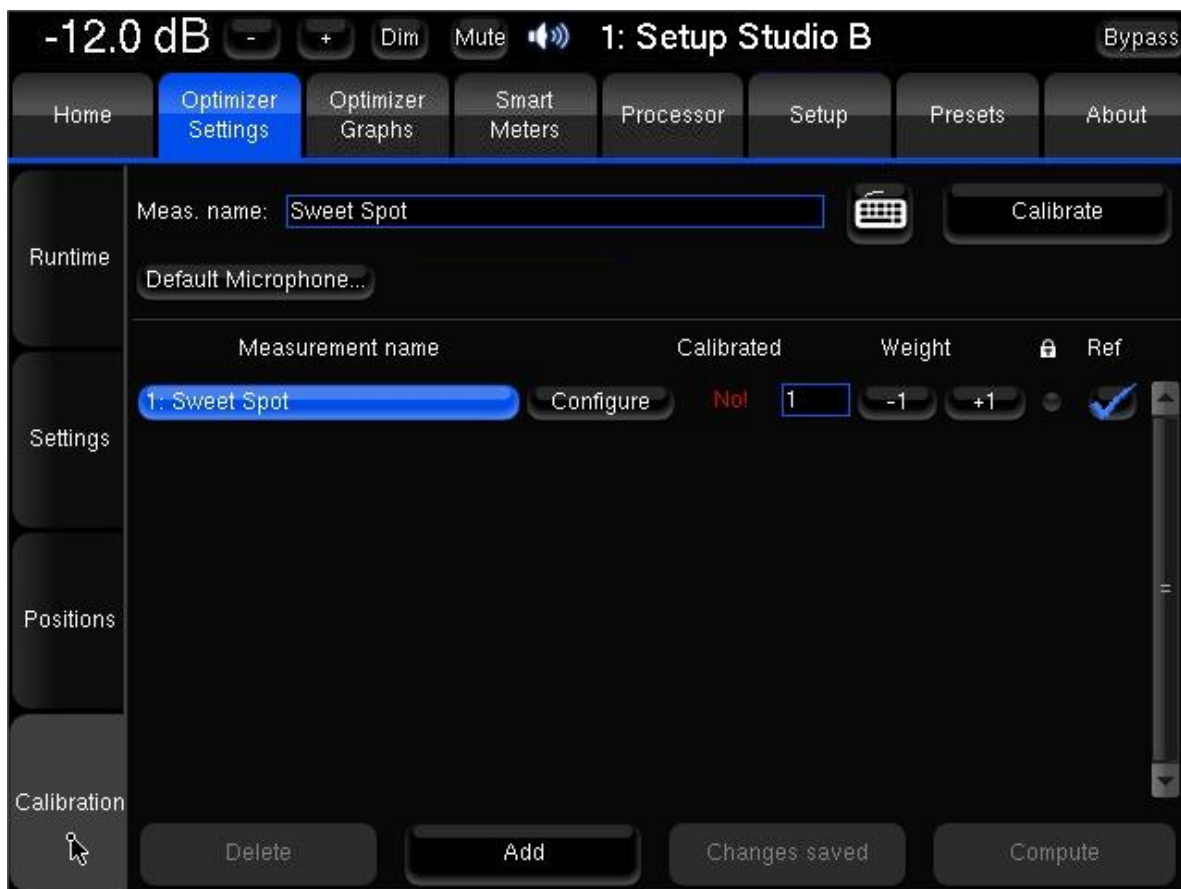 -12.0 dB - + Dim Mute 1: Setup Studio B Bypass
Home Optimizer Settings Optimizer Graphs Smart Meters Processor Setup Presets About
Runtime
Settings
Positions
Calibration
Meas. name: Sweet Spot Calibrate
Default Microphone...
Measurement name Calibrated Weight Ref
1: Sweet Spot Configure No! 1 -1 +1
Delete Add Changes saved Compute